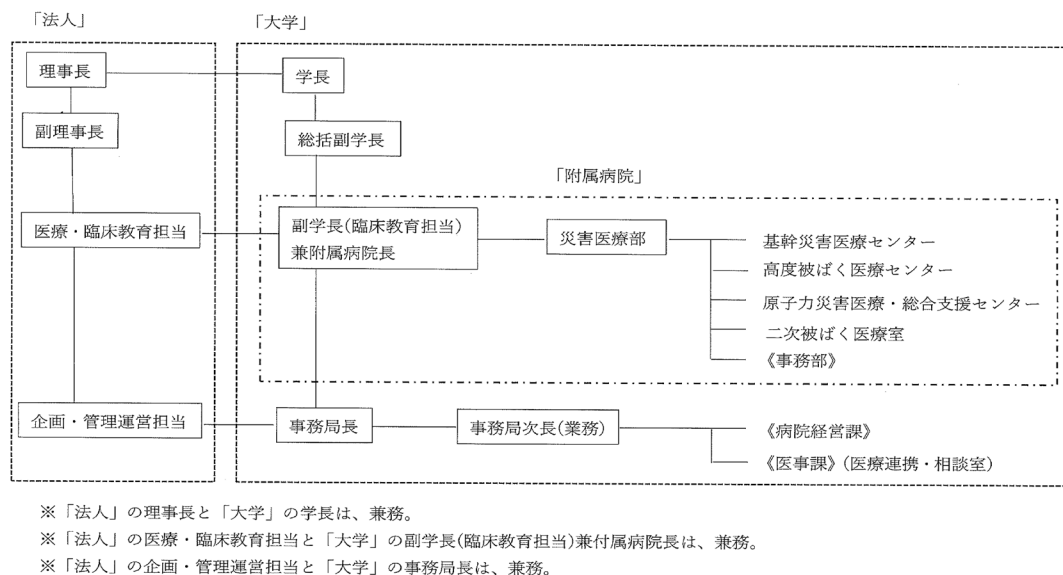 「法人」
「大学」
理事長
学長
副理事長
総括副学長
「附属病院」
医療・臨床教育担当
副学長(臨床教育担当)
兼附属病院長
災害医療部
基幹災害医療センター
高度被ばく医療センター
原子力災害医療・総合支援センター
二次被ばく医療室
《事務部》
企画・管理運営担当
事務局長
事務局次長(業務)
《病院経営課》
《医事課》(医療連携・相談室)
※「法人」の理事長と「大学」の学長は、兼務。
※「法人」の医療・臨床教育担当と「大学」の副学長(臨床教育担当)兼付属病院長は、兼務。
※「法人」の企画・管理運営担当と「大学」の事務局長は、兼務。